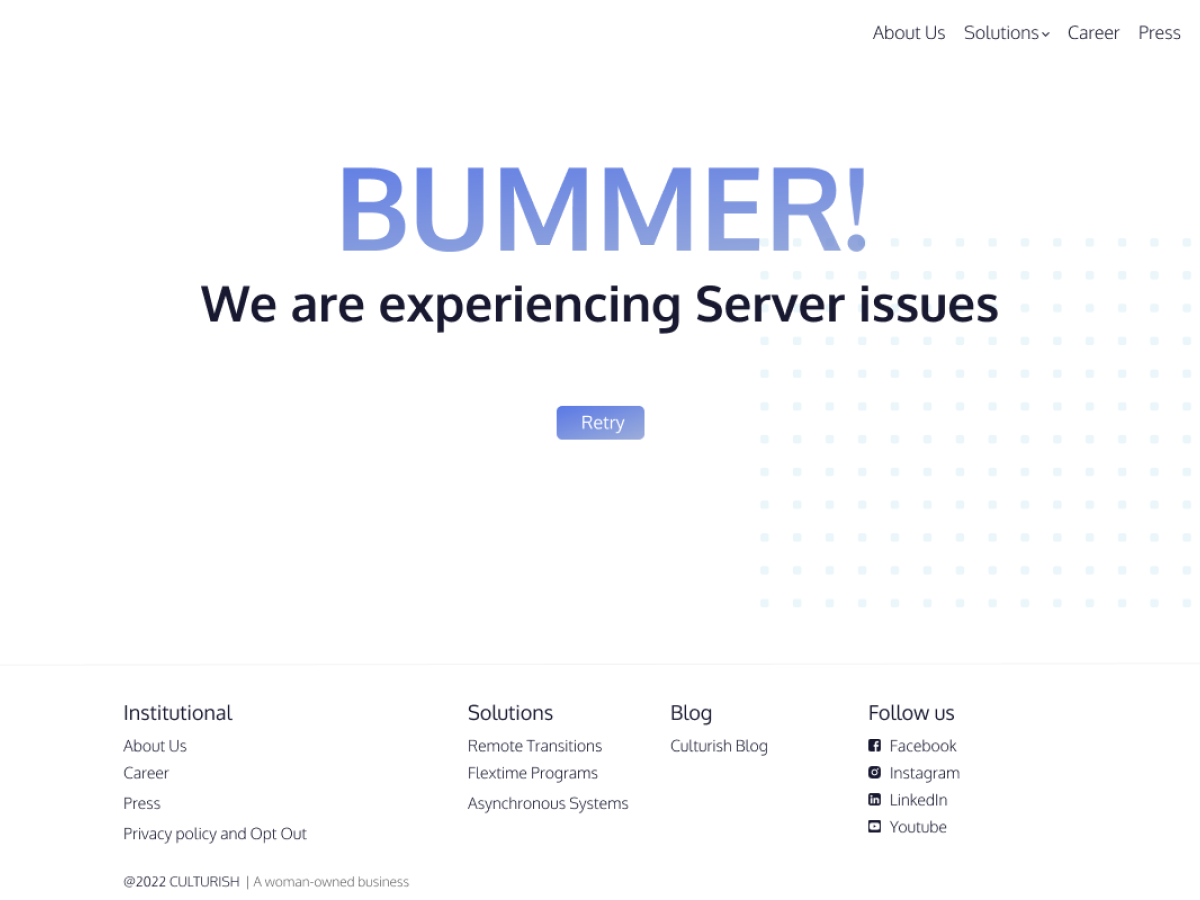 About Us Solutions Career Press
BUMMER!
We are experiencing Server issues
Retry
Institutional
About Us
Career
Press
Privacy policy and Opt Out
Solutions
Remote Transitions
Flextime Programs
Asynchronous Systems
Blog
Culturish Blog
Follow us
Facebook
Instagram
LinkedIn
Youtube
@2022 CULTURISH | A woman-owned business